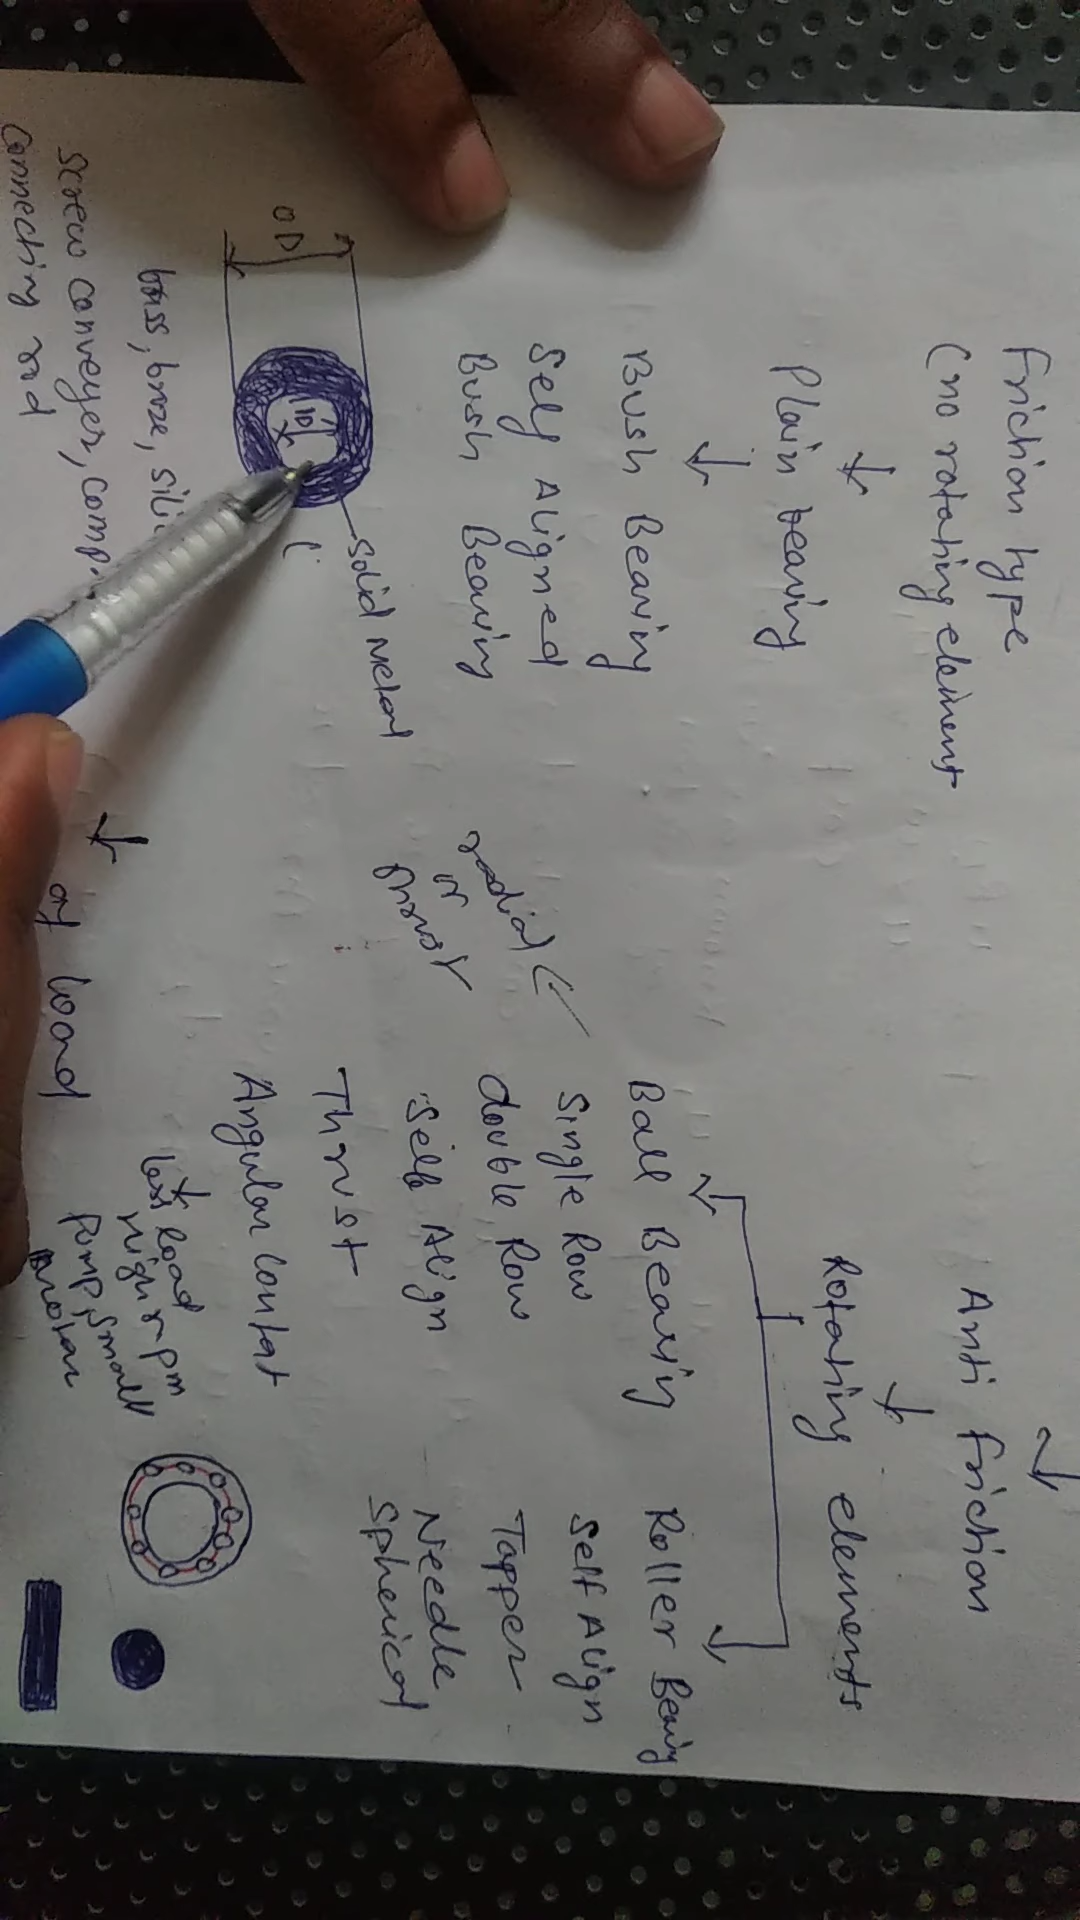 Friction type
(no rotating element
Plain bearing
Bush Bearing
Self Aligned
Bush Bearing
OD
ID
Solid Metal
brass, bronze,
Screw conveyer,
connecting rod
Anti Friction
Rotating elements
Ball Bearing
Single Row
double Row
Self Align
Thrust
Angular Contat
radial
or
thrust
Roller Bearing
Self Align
Tapper
Needle
Spherical
less load
high rpm
Pump, small
motar
of load